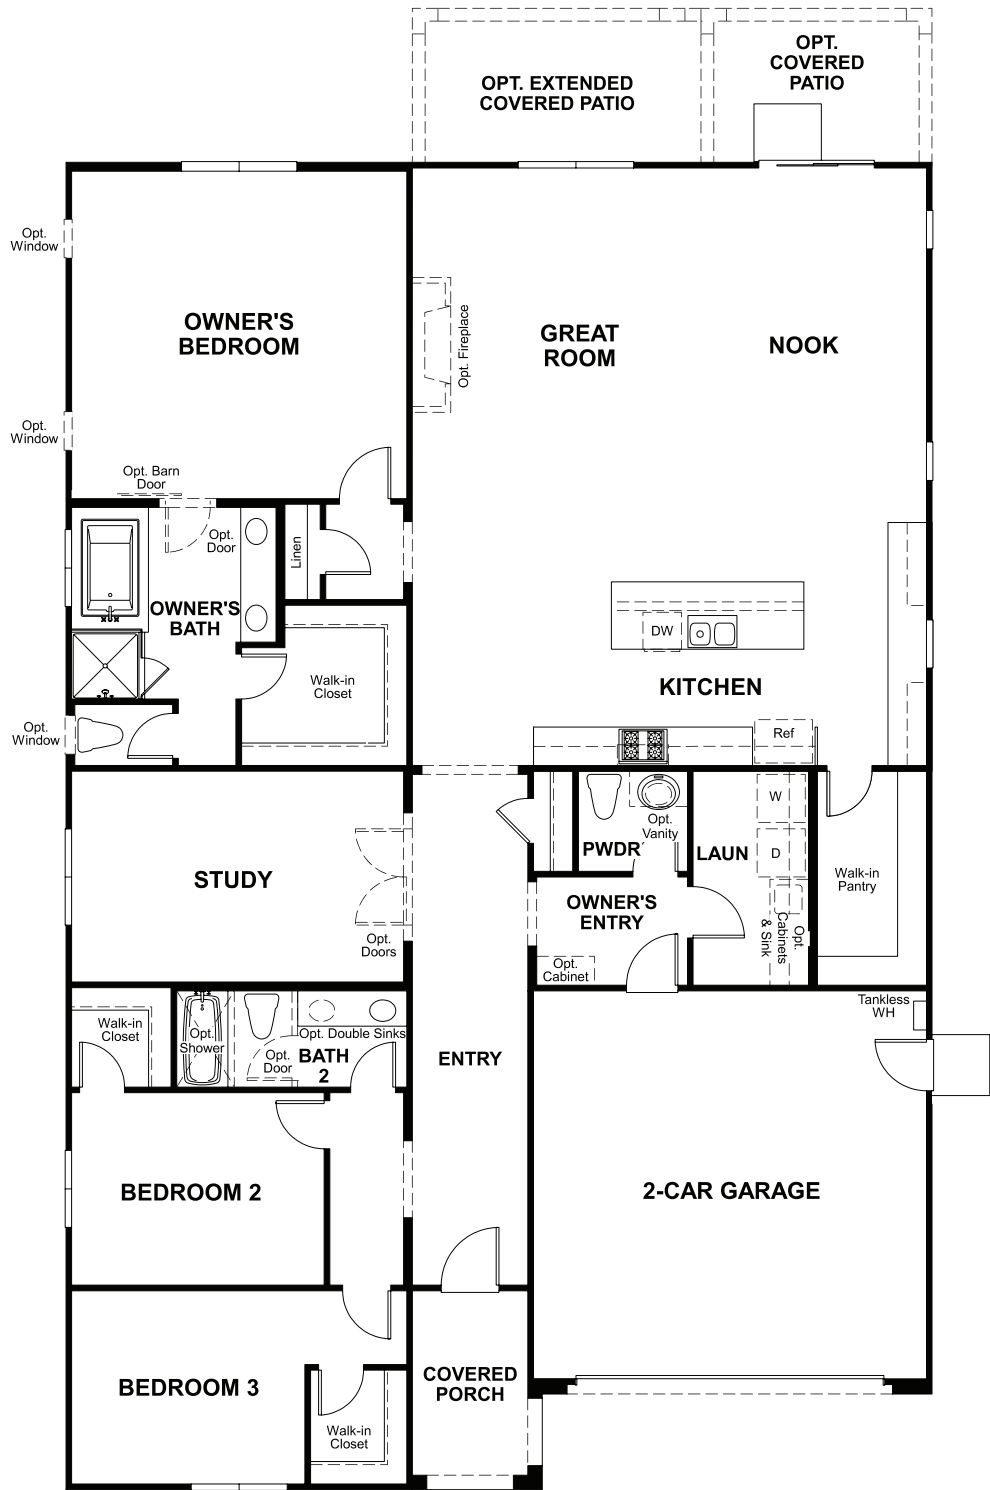 OPT.
COVERED
PATIO
OPT. EXTENDED
COVERED PATIO
Opt.
Window
OWNER'S
BEDROOM
Opt. Fireplace
GREAT
ROOM
NOOK
Opt.
Window
Opt. Barn
Door
Opt.
Door
Linen
OWNER'S
BATH
DW
Walk-in
Closet
KITCHEN
Opt.
Window
Ref
W
Opt.
Vanity
PWDR
LAUN
D
STUDY
Walk-in
Pantry
OWNER'S
ENTRY
Opt.
Cabinets
& Sink
Opt.
Doors
Opt.
Cabinet
Tankless
WH
Walk-in
Closet
Opt.
Shower
Opt. Double Sinks
Opt.
Door
BATH
2
ENTRY
BEDROOM 2
2-CAR GARAGE
BEDROOM 3
COVERED
PORCH
Walk-in
Closet